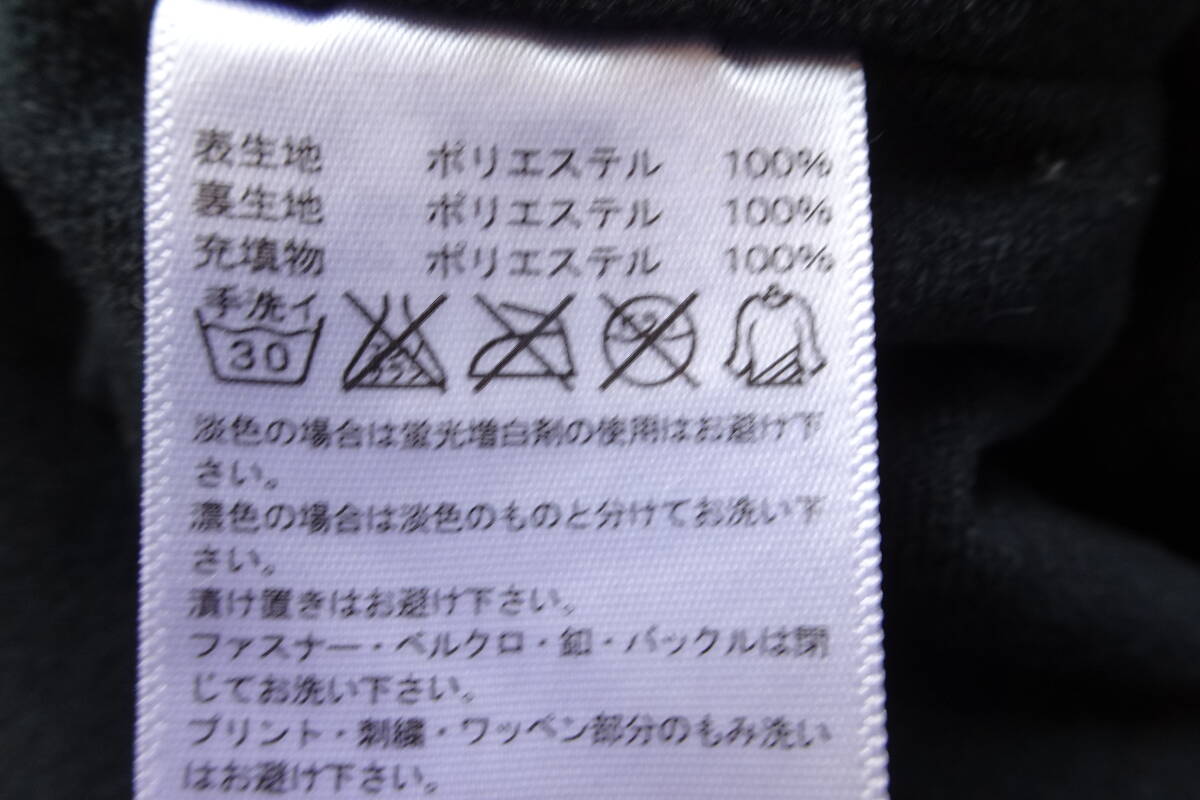 表生地 ポリエステル 100%
裏生地 ポリエステル 100%
充填物 ポリエステル 100%
手洗イ
30
淡色の場合は蛍光増白剤の使用はお避け下
さい。
濃色の場合は淡色のものと分けてお洗い下
さい。
漬け置きはお避け下さい。
ファスナー・ベルクロ・釦・バックルは閉
じてお洗い下さい。
プリント・刺繍・ワッペン部分のもみ洗い
はお避け下さい。